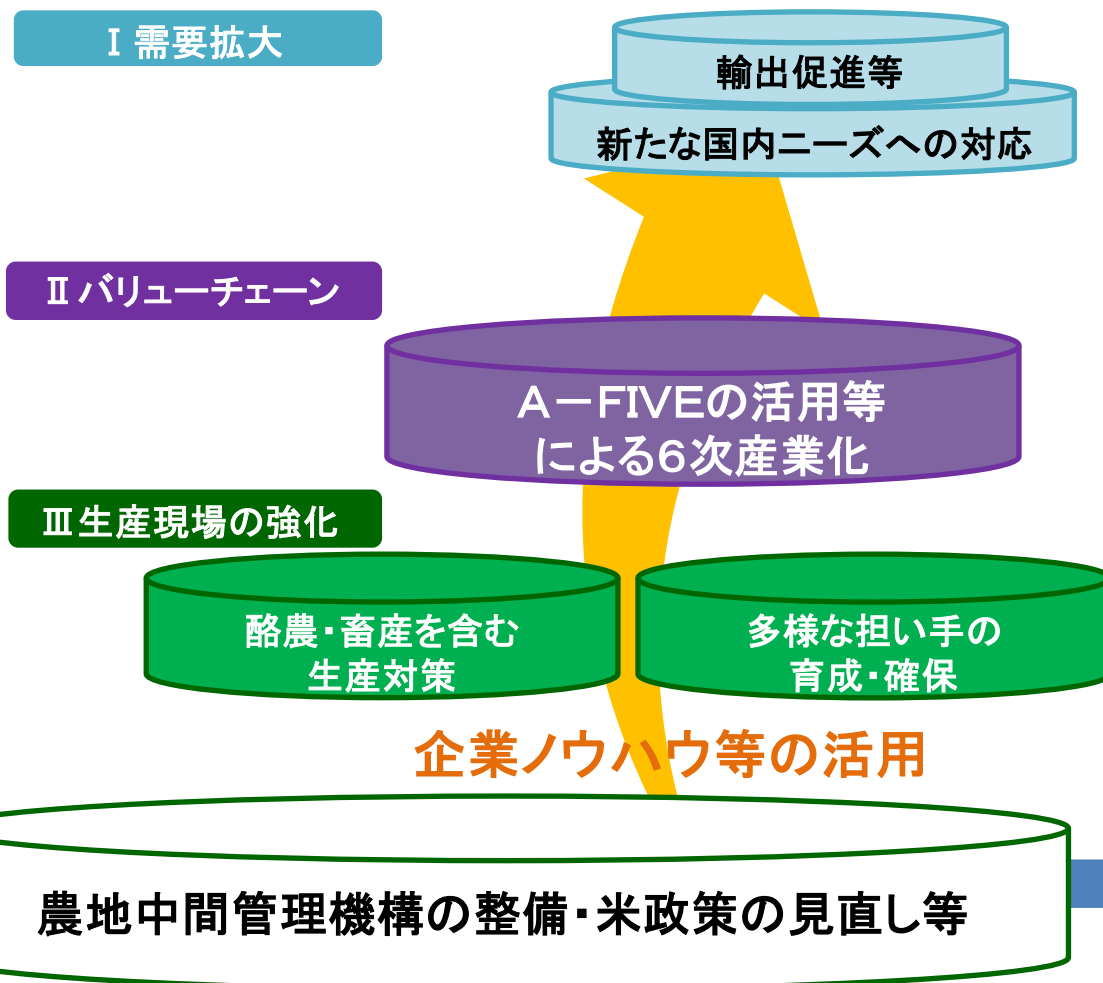 Ⅰ 需要拡大
輸出促進等
新たな国内ニーズへの対応
Ⅱ バリューチェーン
A－FIVEの活用等
による６次産業化
Ⅲ生産現場の強化
酪農・畜産を含む
生産対策
多様な担い手の
育成・確保
企業ノウハウ等の活用
農地中間管理機構の整備・米政策の見直し等